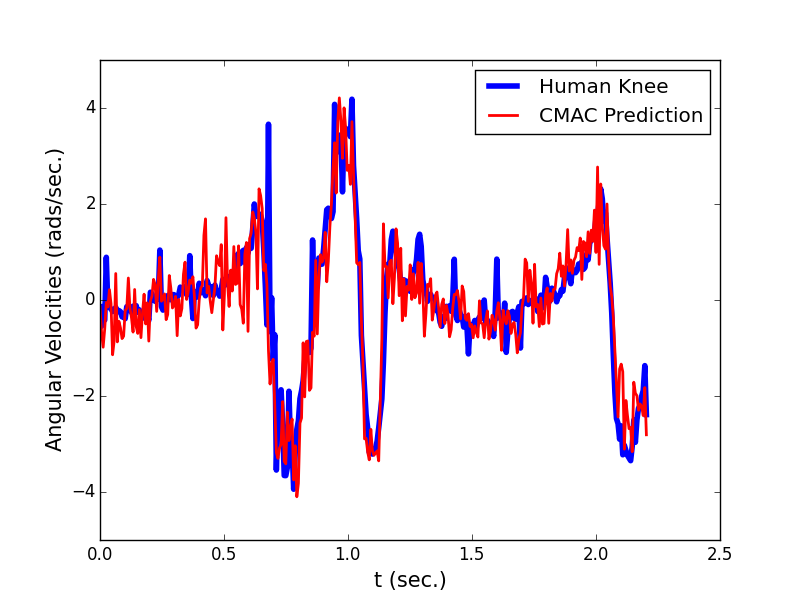 Human Knee
CMAC Prediction
Angular Velocities (rads/sec.)
4
2
0
−2
−4
0.0 0.5 1.0 1.5 2.0 2.5
t (sec.)